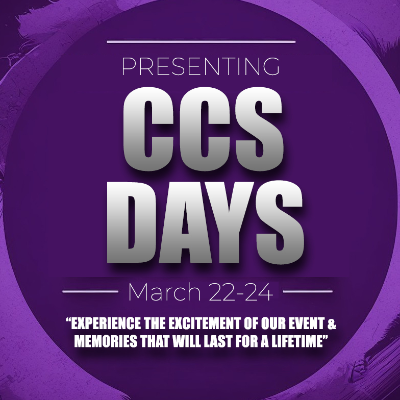 PRESENTING
CCS
DAYS
March 22-24
“EXPERIENCE THE EXCITEMENT OF OUR EVENT &
MEMORIES THAT WILL LAST FOR A LIFETIME”